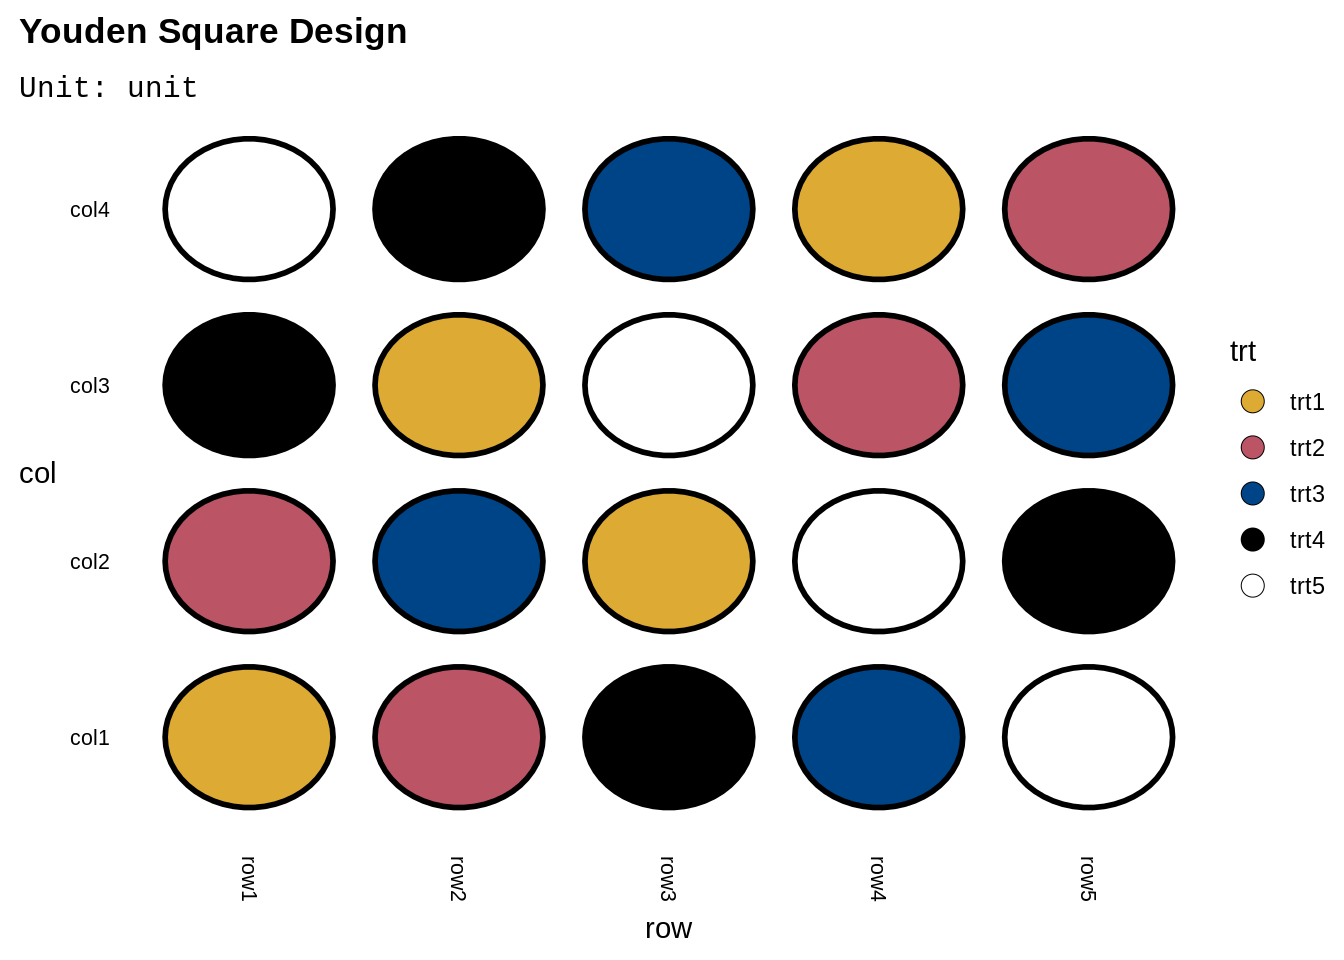 Youden Square Design
Unit: unit
col4
col3
col
col2
col1
row1
row2
row3
row4
row5
row
trt
trt1
trt2
trt3
trt4
trt5